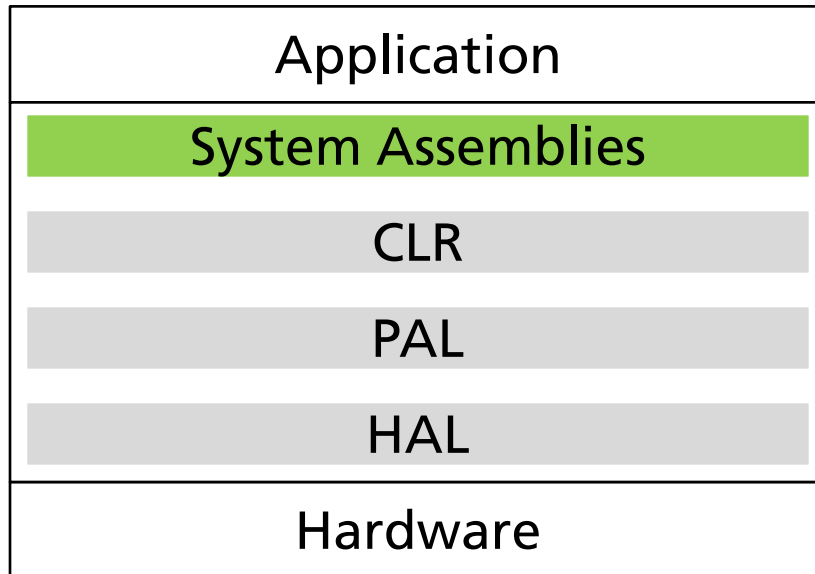 Application
System Assemblies
CLR
PAL
HAL
Hardware